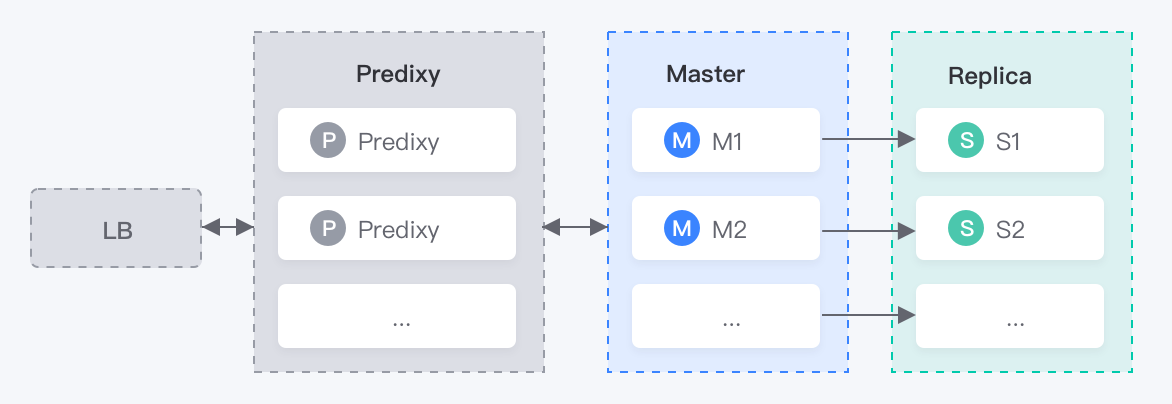 LB
Predixy
P Predixy
P Predixy
...
Master
M M1
M M2
...
Replica
S S1
S S2
...